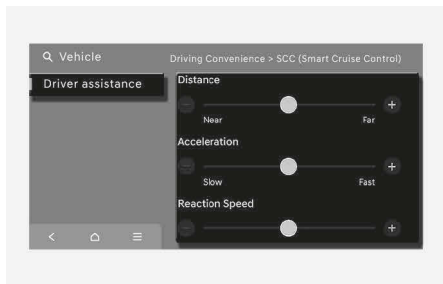 Vehicle
Driving Convenience > SCC (Smart Cruise Control)
Driver assistance
Distance
Near
Far
Acceleration
Slow
Fast
Reaction Speed